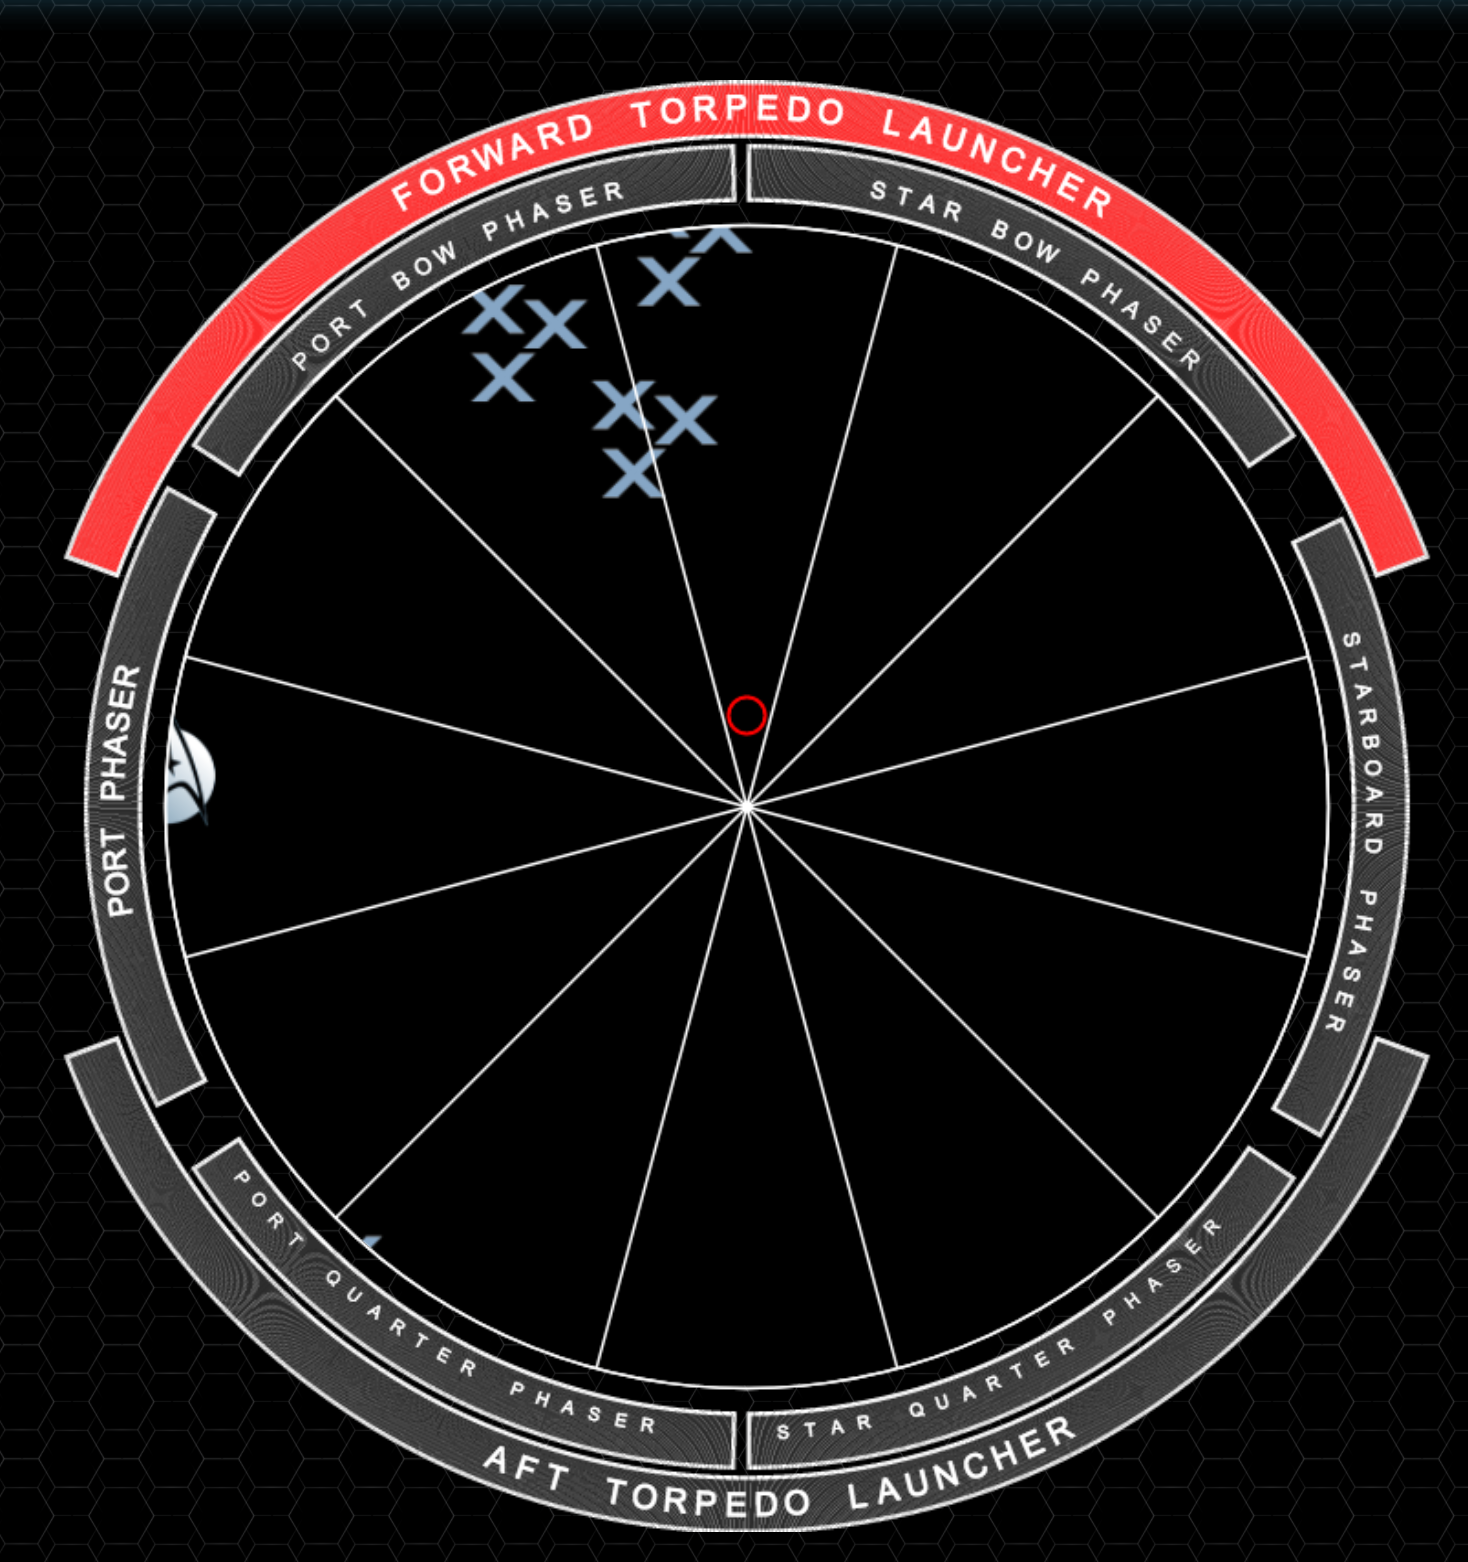 FORWARD TORPEDO LAUNCHER
PORT BOW PHASER
STAR BOW PHASER
PORT PHASER
STARBOARD PHASER
PORT QUARTER PHASER
STAR QUARTER PHASER
AFT TORPEDO LAUNCHER